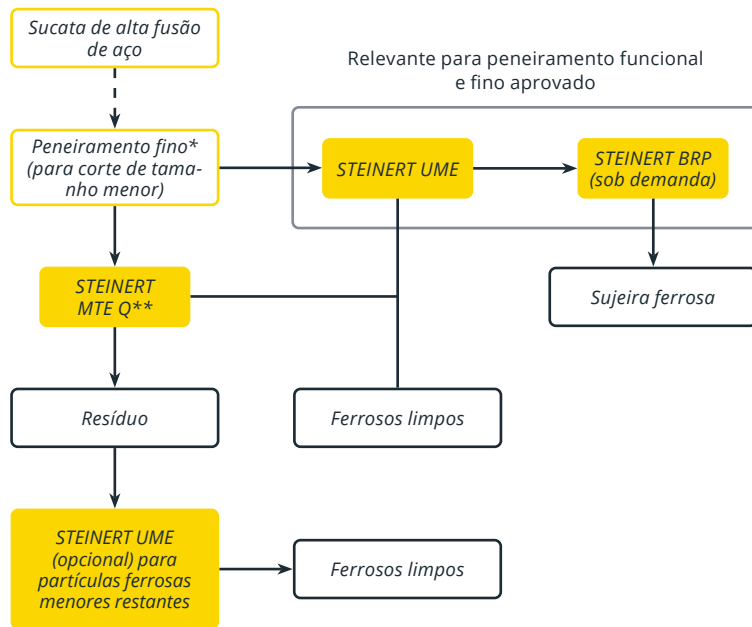 Sucata de alta fusão
de aço
Relevante para peneiramento funcional
e fino aprovado
Peneiramento fino*
(para corte de tama-
nho menor)
STEINERT UME
STEINERT BRP
(sob demanda)
STEINERT
MTE Q**
Sujeira ferrosa
Resíduo
Ferrosos limpos
STEINERT UME
(opcional) para
partículas ferrosas
menores restantes
Ferrosos limpos